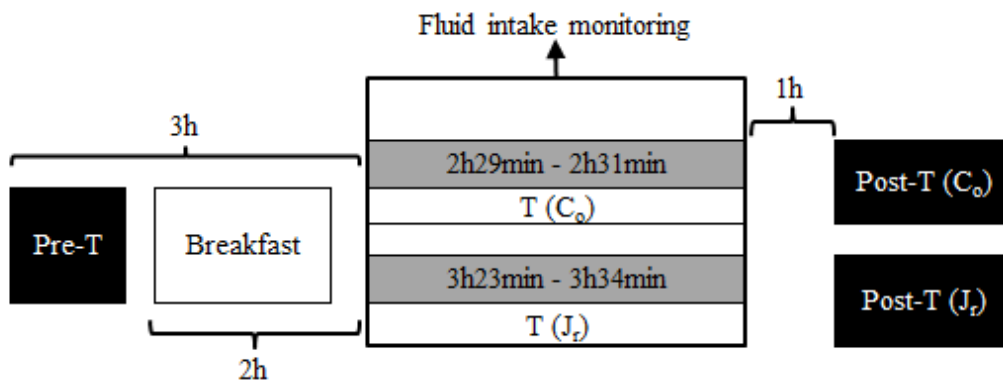 Fluid intake monitoring
1h
3h
2h29min - 2h31min
Post-T (Cₒ)
T (Cₒ)
Pre-T
Breakfast
3h23min - 3h34min
Post-T (Jᵣ)
T (Jᵣ)
2h